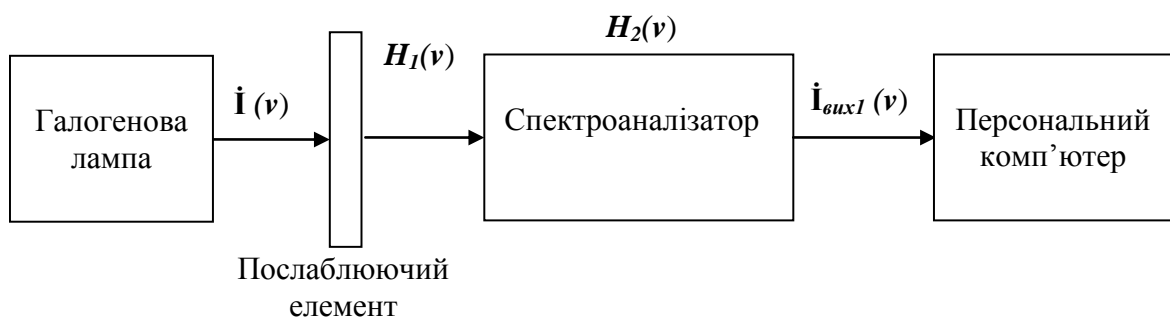 Галогенова
лампа
İ (ν)
H1(ν)
H2(ν)
Спектроаналізатор
İвих1 (ν)
Персональний
комп’ютер
Послаблюючий
елемент